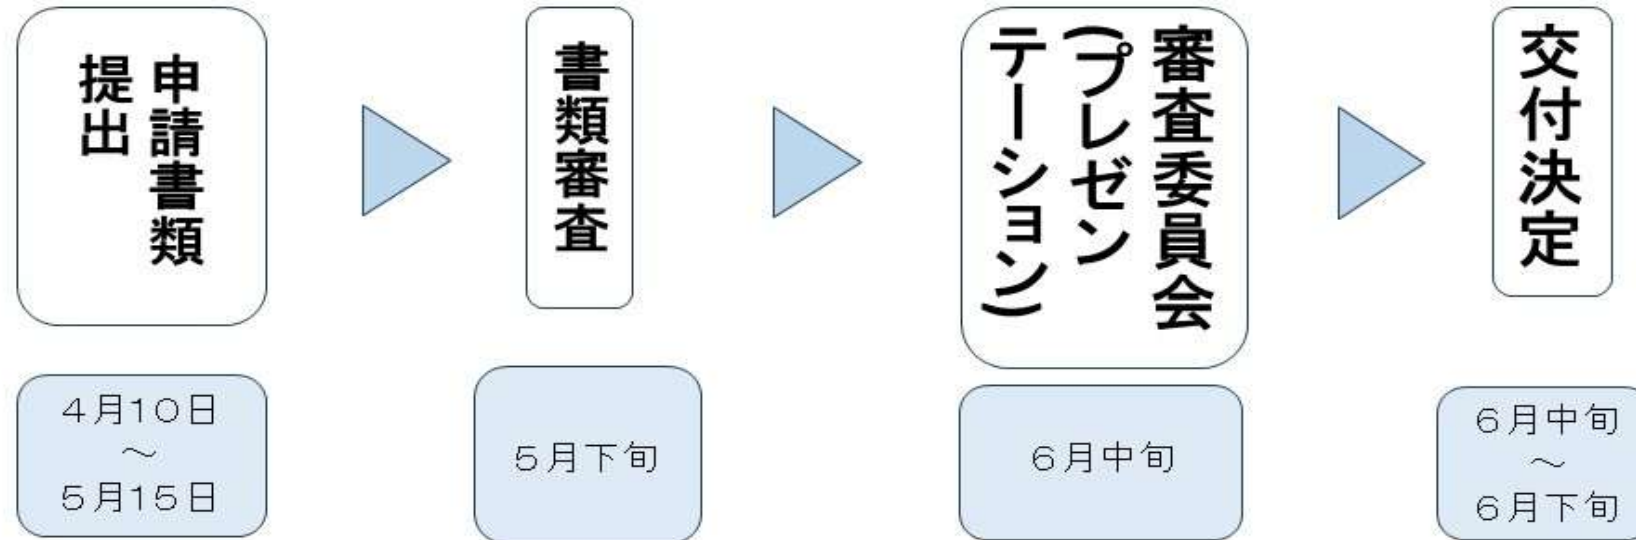 申請書類
提出
書類審査
審査委員会
(プレゼン
テーション)
交付決定
４月１０日
～
５月１５日
５月下旬
６月中旬
６月中旬
～
６月下旬